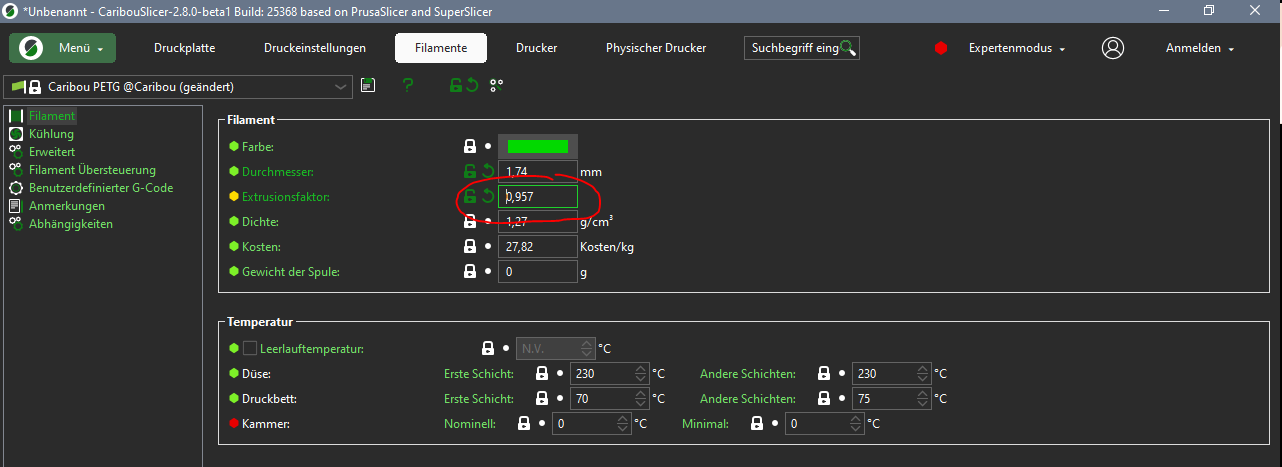 *Unbenannt - CaribouSlicer-2.8.0-beta1 Build: 25368 based on PrusaSlicer and SuperSlicer
Menü Druckplatte Druckeinstellungen Filamente Drucker Physischer Drucker Suchbegriff eing Expertenmodus Anmelden
Caribou PETG @Caribou (geändert) ?
Filament
Kühlung
Erweitert
Filament Übersteuerung
Benutzerdefinierter G-Code
Anmerkungen
Abhängigkeiten
Filament
Farbe:
Durchmesser: 1,74 mm
Extrusionsfaktor: 0,957
Dichte: 1,27 g/cm³
Kosten: 27,82 Kosten/kg
Gewicht der Spule: 0 g
Temperatur
Leerlauftemperatur: N.V. °C
Düse: Erste Schicht: 230 °C Andere Schichten: 230 °C
Druckbett: Erste Schicht: 70 °C Andere Schichten: 75 °C
Kammer: Nominell: 0 °C Minimal: 0 °C